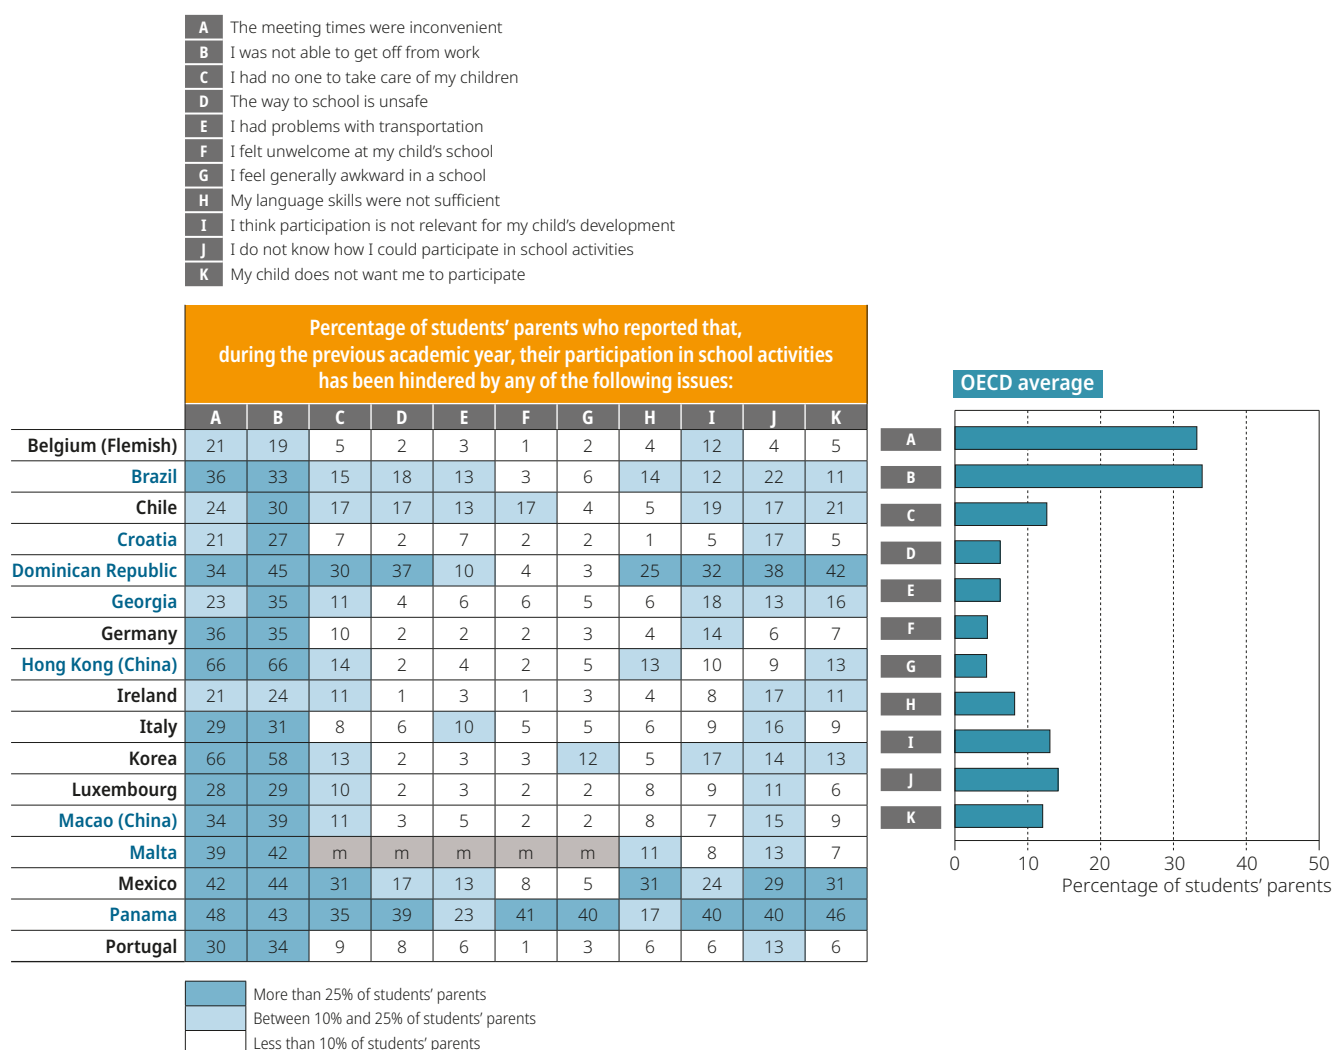 A The meeting times were inconvenient
B I was not able to get off from work
C I had no one to take care of my children
D The way to school is unsafe
E I had problems with transportation
F I felt unwelcome at my child's school
G I feel generally awkward in a school
H My language skills were not sufficient
I I think participation is not relevant for my child's development
J I do not know how I could participate in school activities
K My child does not want me to participate
Percentage of students' parents who reported that,
during the previous academic year, their participation in school activities
has been hindered by any of the following issues:
A B C D E F G H I J K
Belgium (Flemish) 21 19 5 2 3 1 2 4 12 4 5
Brazil 36 33 15 18 13 3 6 14 12 22 11
Chile 24 30 17 17 13 17 4 5 19 17 21
Croatia 21 27 7 2 7 2 2 1 5 17 5
Dominican Republic 34 45 30 37 10 4 3 25 32 38 42
Georgia 23 35 11 4 6 6 5 6 18 13 16
Germany 36 35 10 2 2 2 3 4 14 6 7
Hong Kong (China) 66 66 14 2 4 2 5 13 10 9 13
Ireland 21 24 11 1 3 1 3 4 8 17 11
Italy 29 31 8 6 10 5 5 6 9 16 9
Korea 66 58 13 2 3 3 12 5 17 14 13
Luxembourg 28 29 10 2 3 2 2 8 9 11 6
Macao (China) 34 39 11 3 5 2 2 8 7 15 9
Malta 39 42 m m m m m 11 8 13 7
Mexico 42 44 31 17 13 8 5 31 24 29 31
Panama 48 43 35 39 23 41 40 17 40 40 46
Portugal 30 34 9 8 6 1 3 6 6 13 6
More than 25% of students' parents
Between 10% and 25% of students' parents
Less than 10% of students' parents
OECD average
A
B
C
D
E
F
G
H
I
J
K
0 10 20 30 40 50
Percentage of students' parents